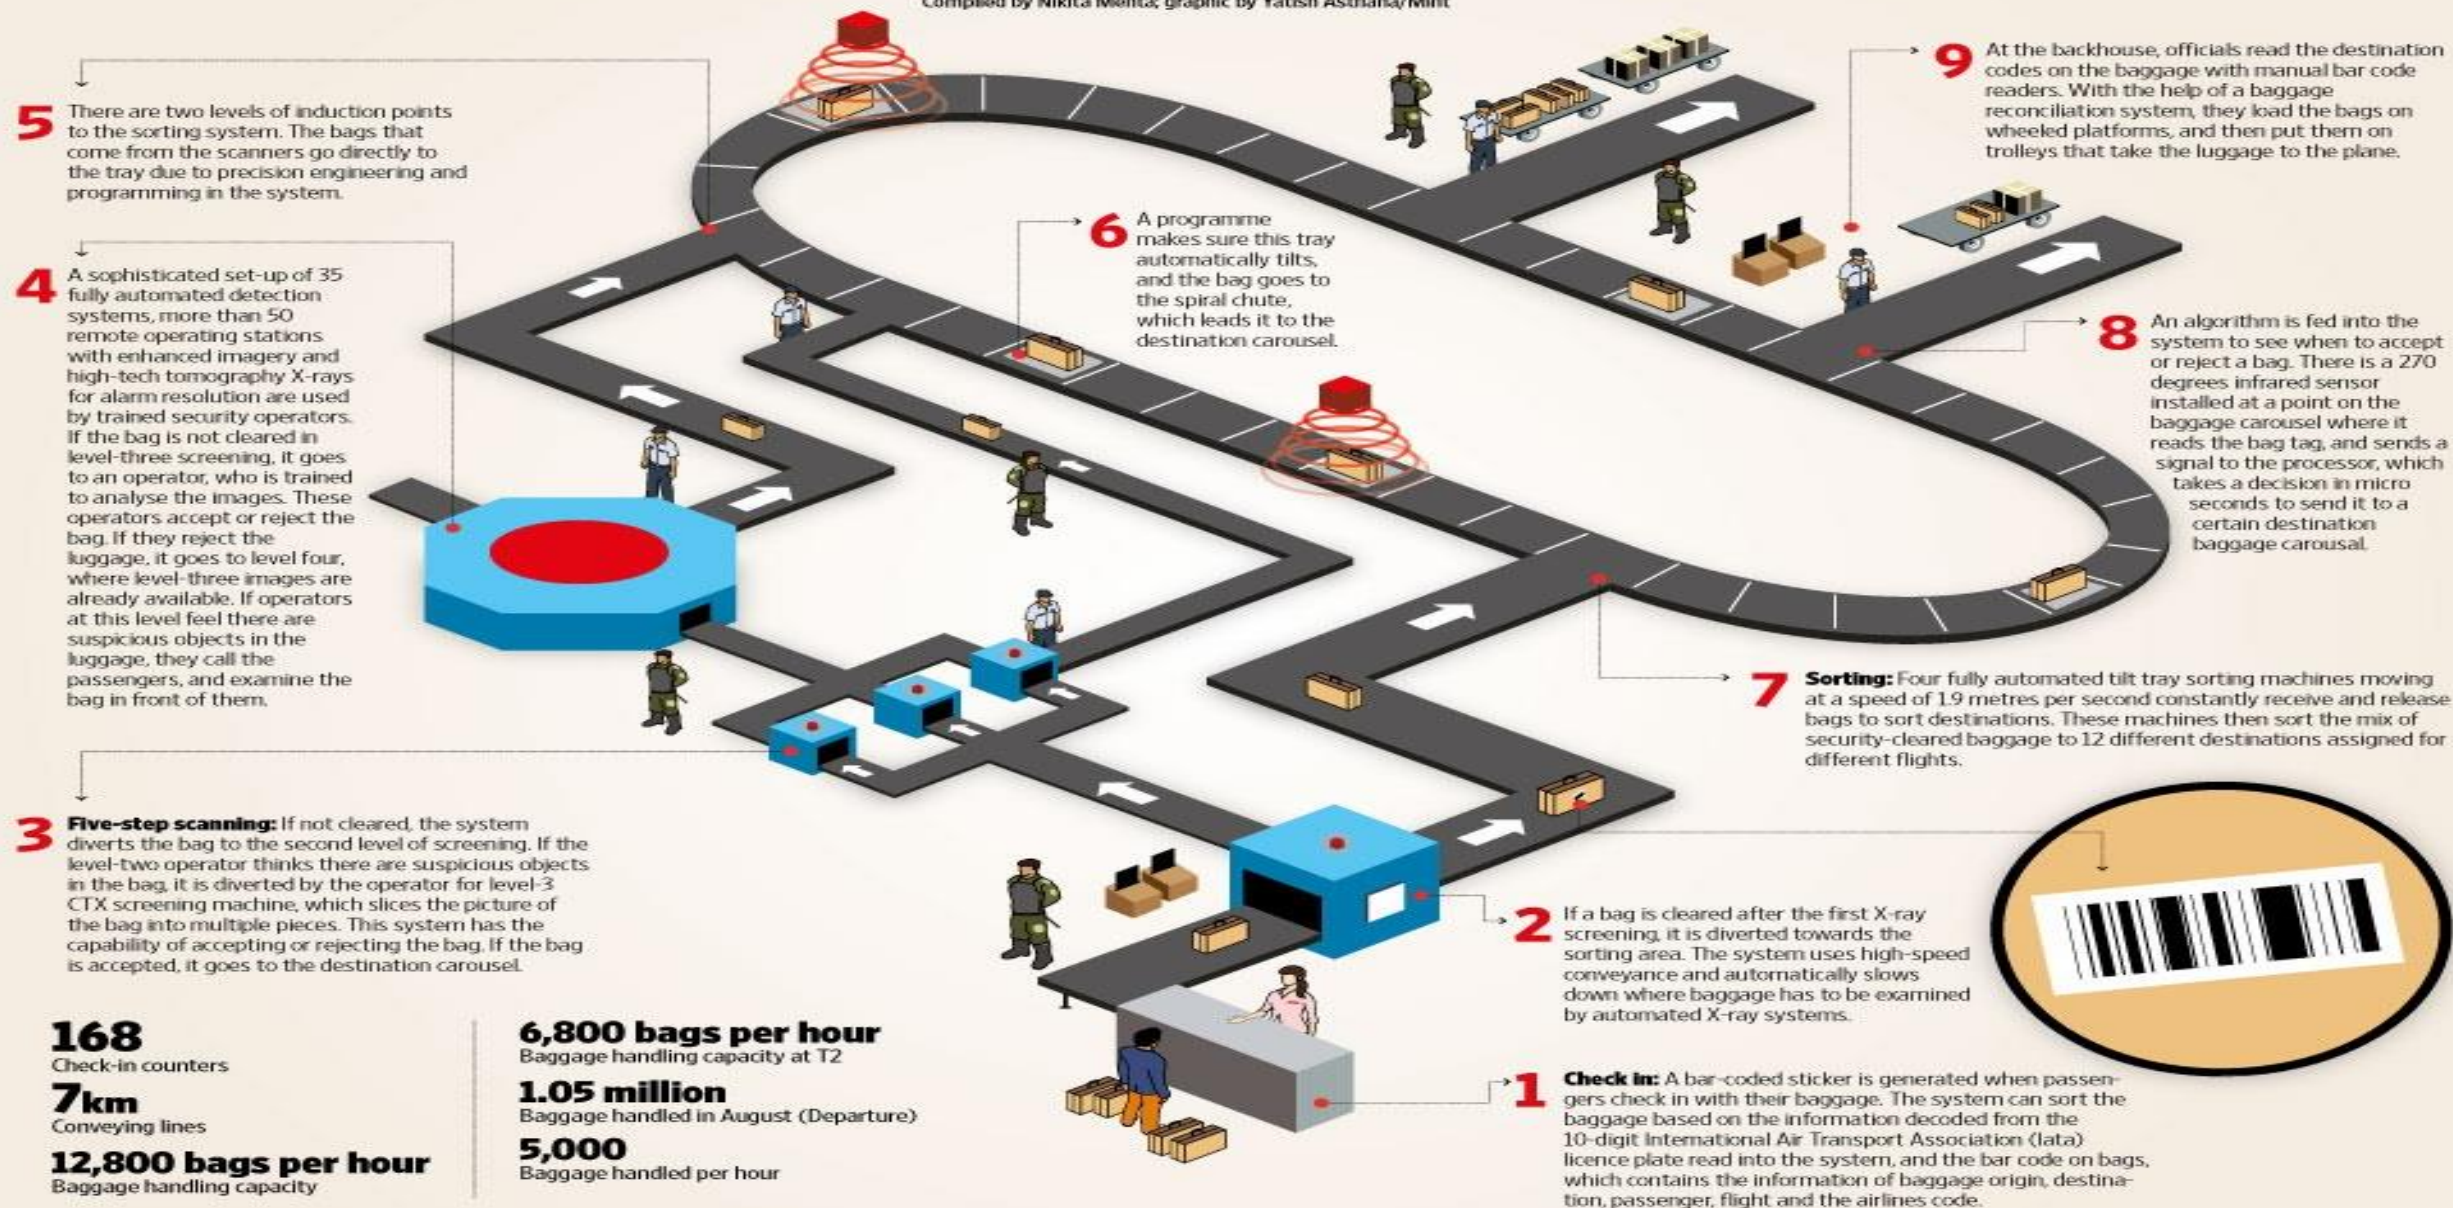 Compiled by Nikita Mehta; graphic by Yatish Asthana/Mint
5
There are two levels of induction points
to the sorting system. The bags that
come from the scanners go directly to
the tray due to precision engineering and
programming in the system.
4
A sophisticated set-up of 35
fully automated detection
systems, more than 50
remote operating stations
with enhanced imagery and
high-tech tomography X-rays
for alarm resolution are used
by trained security operators.
If the bag is not cleared in
level-three screening, it goes
to an operator, who is trained
to analyse the images. These
operators accept or reject the
bag. If they reject the
luggage, it goes to level four,
where level-three images are
already available. If operators
at this level feel there are
suspicious objects in the
luggage, they call the
passengers, and examine the
bag in front of them.
3
Five-step scanning: If not cleared, the system
diverts the bag to the second level of screening. If the
level-two operator thinks there are suspicious objects
in the bag, it is diverted by the operator for level-3
CTX screening machine, which slices the picture of
the bag into multiple pieces. This system has the
capability of accepting or rejecting the bag. If the bag
is accepted, it goes to the destination carousel.
168
Check-in counters
7km
Conveying lines
12,800 bags per hour
Baggage handling capacity
6,800 bags per hour
Baggage handling capacity at T2
1.05 million
Baggage handled in August (Departure)
5,000
Baggage handled per hour
6
A programme
makes sure this tray
automatically tilts,
and the bag goes to
the spiral chute,
which leads it to the
destination carousel.
9
At the backhouse, officials read the destination
codes on the baggage with manual bar code
readers. With the help of a baggage
reconciliation system, they load the bags on
wheeled platforms, and then put them on
trolleys that take the luggage to the plane.
8
An algorithm is fed into the
system to see when to accept
or reject a bag. There is a 270
degrees infrared sensor
installed at a point on the
baggage carousel where it
reads the bag tag, and sends a
signal to the processor, which
takes a decision in micro
seconds to send it to a
certain destination
baggage carousal.
7
Sorting: Four fully automated tilt tray sorting machines moving
at a speed of 1.9 metres per second constantly receive and release
bags to sort destinations. These machines then sort the mix of
security-cleared baggage to 12 different destinations assigned for
different flights.
2
If a bag is cleared after the first X-ray
screening, it is diverted towards the
sorting area. The system uses high-speed
conveyance and automatically slows
down where baggage has to be examined
by automated X-ray systems.
1
Check in: A bar-coded sticker is generated when passen-
gers check in with their baggage. The system can sort the
baggage based on the information decoded from the
10-digit International Air Transport Association (Iata)
licence plate read into the system, and the bar code on bags,
which contains the information of baggage origin, destina-
tion, passenger, flight and the airlines code.